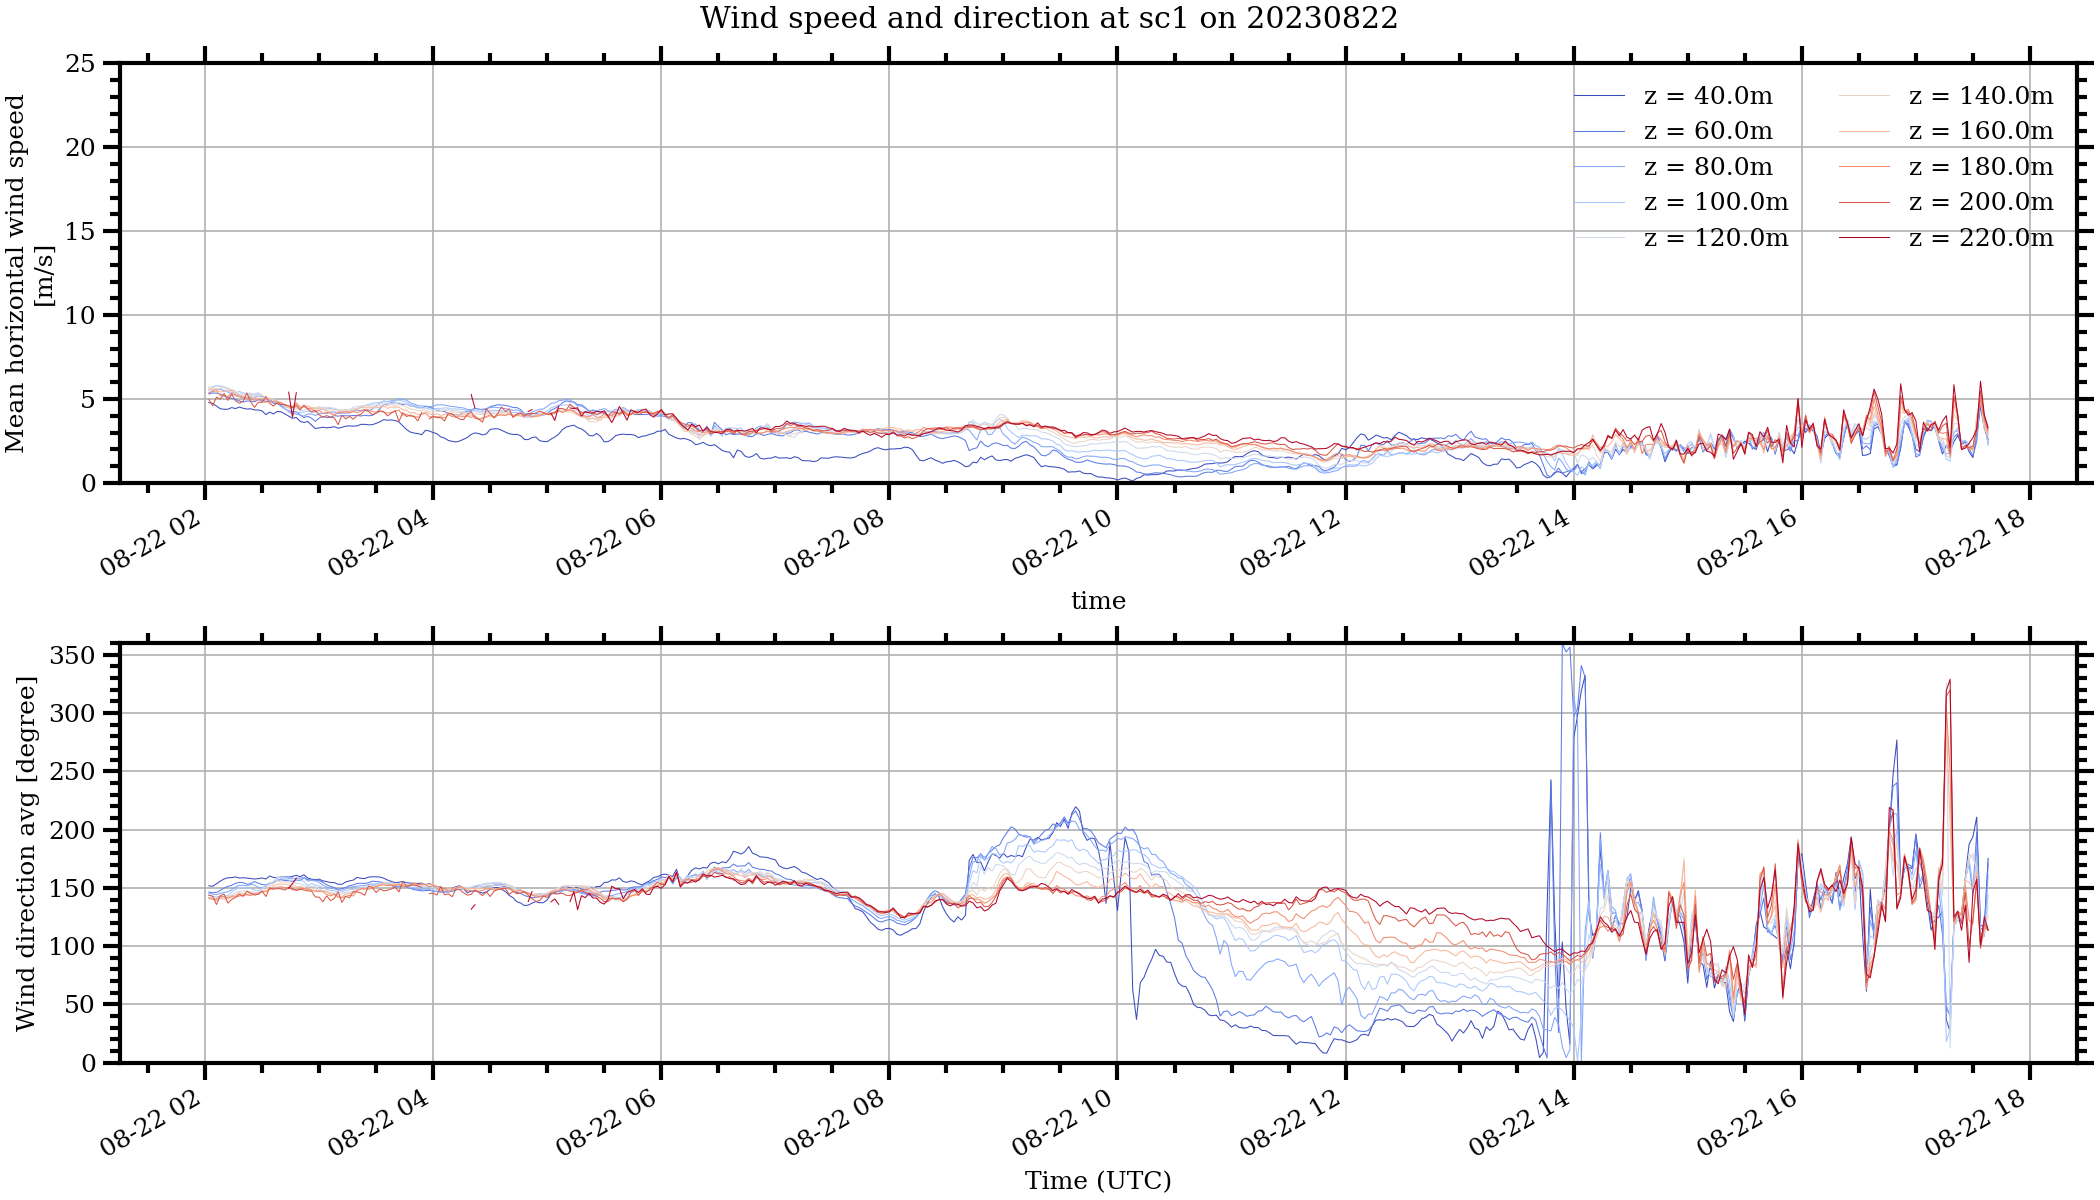 Wind speed and direction at sc1 on 20230822
Mean horizontal wind speed
[m/s]
25
20
15
10
5
0
z = 40.0m
z = 60.0m
z = 80.0m
z = 100.0m
z = 120.0m
z = 140.0m
z = 160.0m
z = 180.0m
z = 200.0m
z = 220.0m
08-22 02
08-22 04
08-22 06
08-22 08
08-22 10
08-22 12
08-22 14
08-22 16
08-22 18
time
Wind direction avg [degree]
350
300
250
200
150
100
50
0
08-22 02
08-22 04
08-22 06
08-22 08
08-22 10
08-22 12
08-22 14
08-22 16
08-22 18
Time (UTC)